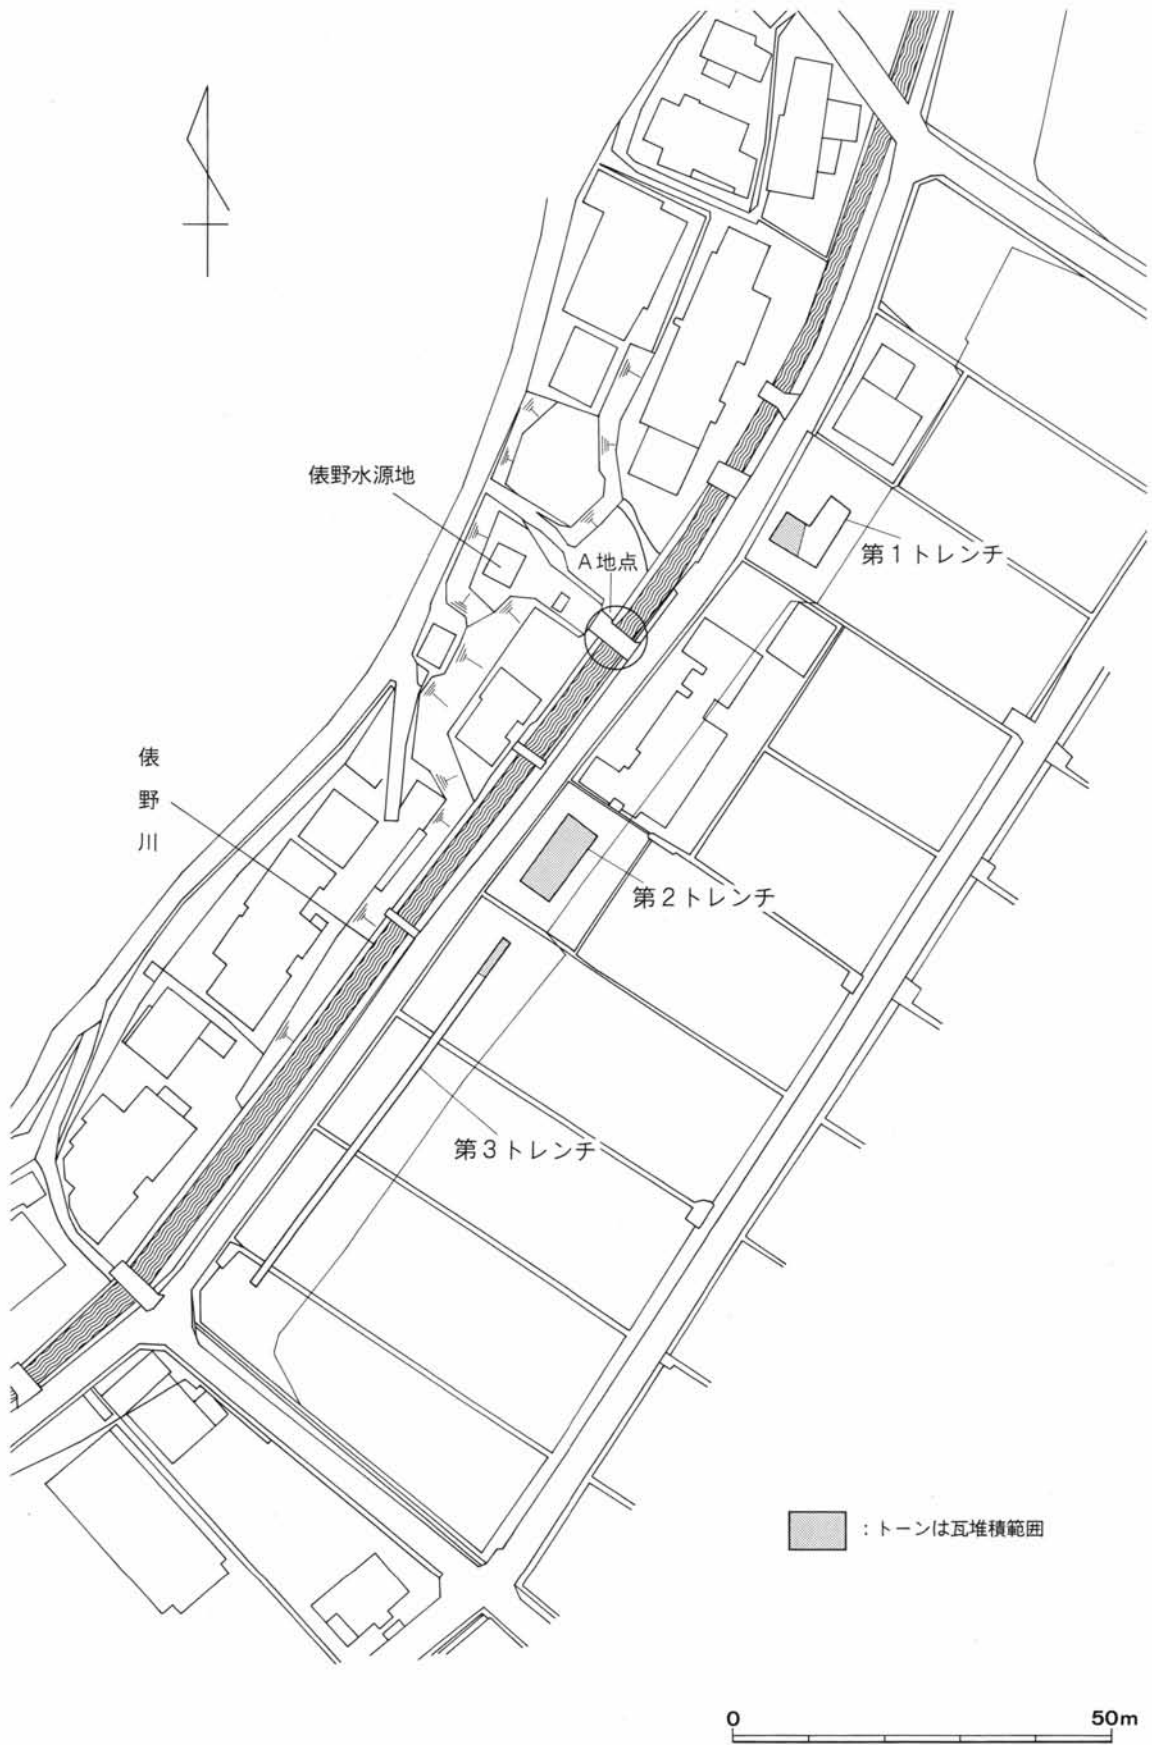 俵野水源地
A地点
第1トレンチ
俵野川
第2トレンチ
第3トレンチ
：トーンは瓦堆積範囲
0 50m